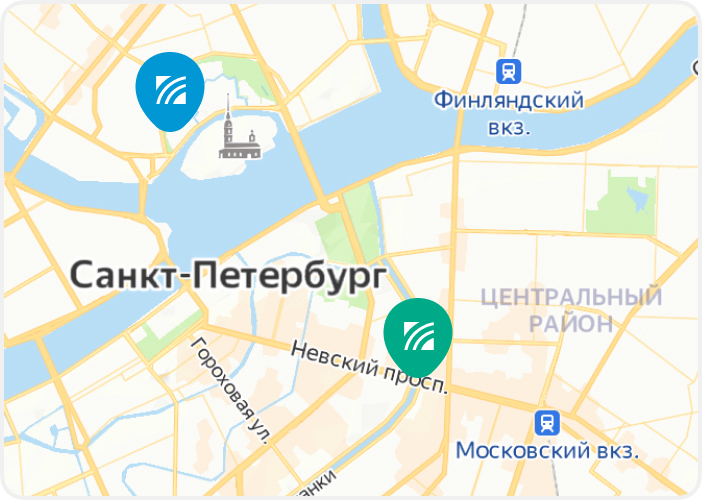 Финляндский
вкз.
Санкт-Петербург
ЦЕНТРАЛЬНЫЙ
РАЙОН
Невский просп.
Гороховая ул.
Московский вкз.